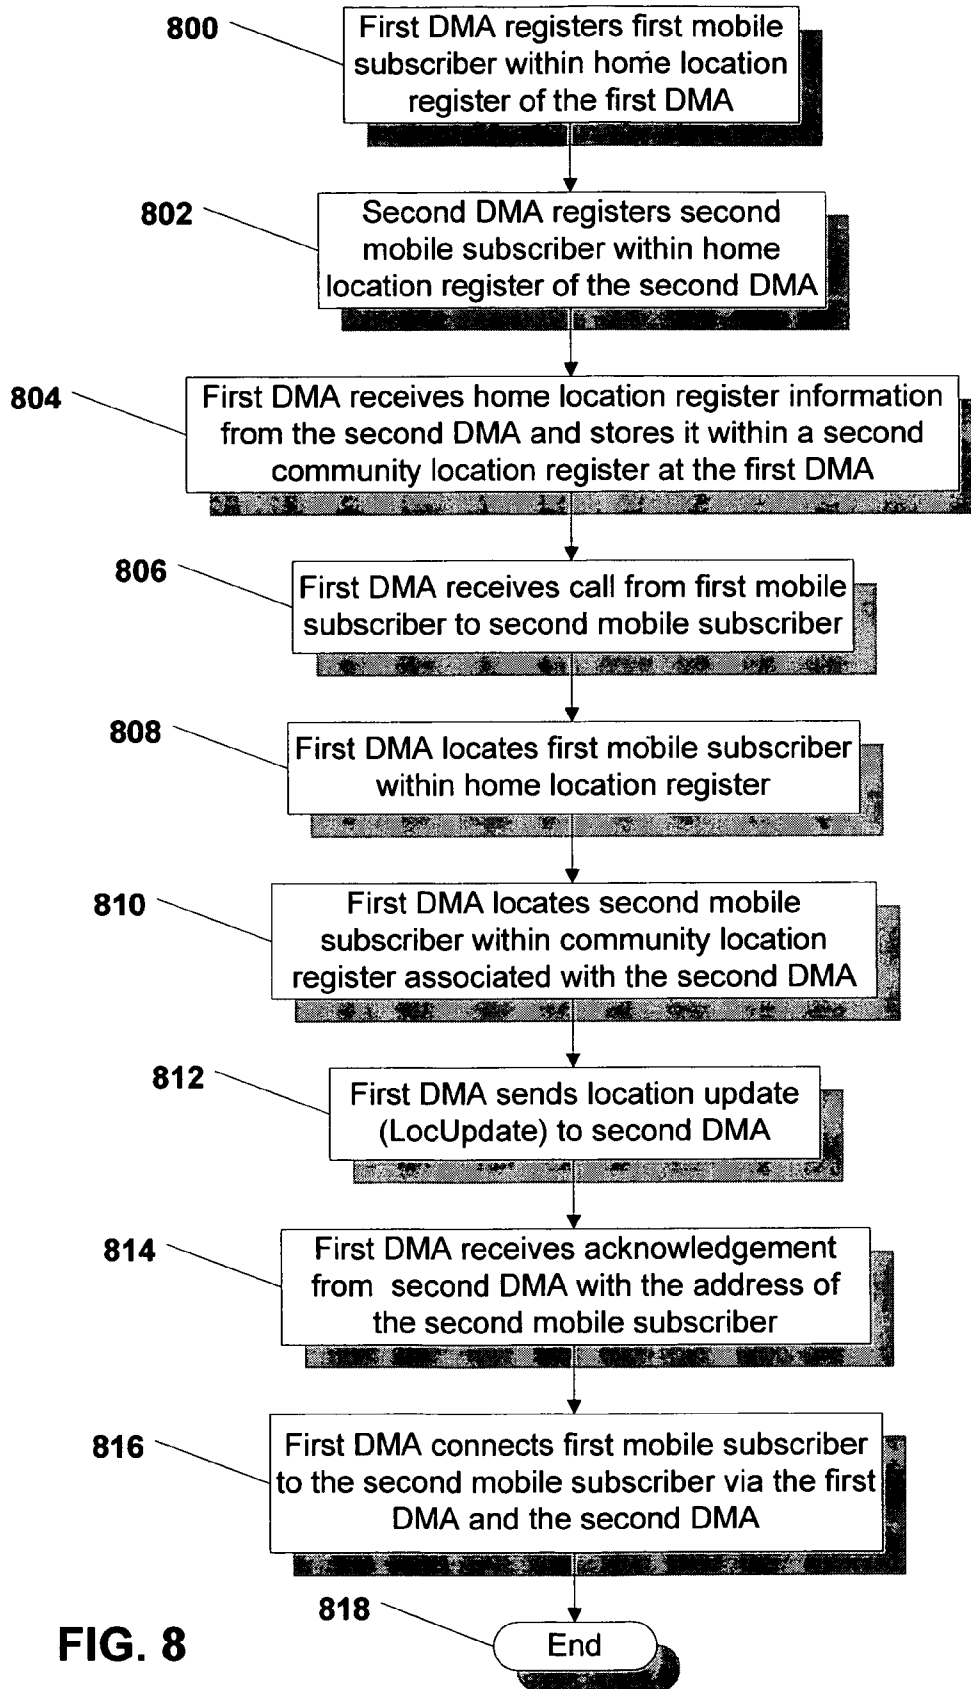 800
First DMA registers first mobile
subscriber within home location
register of the first DMA
802
Second DMA registers second
mobile subscriber within home
location register of the second DMA
804
First DMA receives home location register information
from the second DMA and stores it within a second
community location register at the first DMA
806
First DMA receives call from first mobile
subscriber to second mobile subscriber
808
First DMA locates first mobile subscriber
within home location register
810
First DMA locates second mobile
subscriber within community location
register associated with the second DMA
812
First DMA sends location update
(LocUpdate) to second DMA
814
First DMA receives acknowledgement
from second DMA with the address of
the second mobile subscriber
816
First DMA connects first mobile subscriber
to the second mobile subscriber via the first
DMA and the second DMA
818
End
FIG. 8